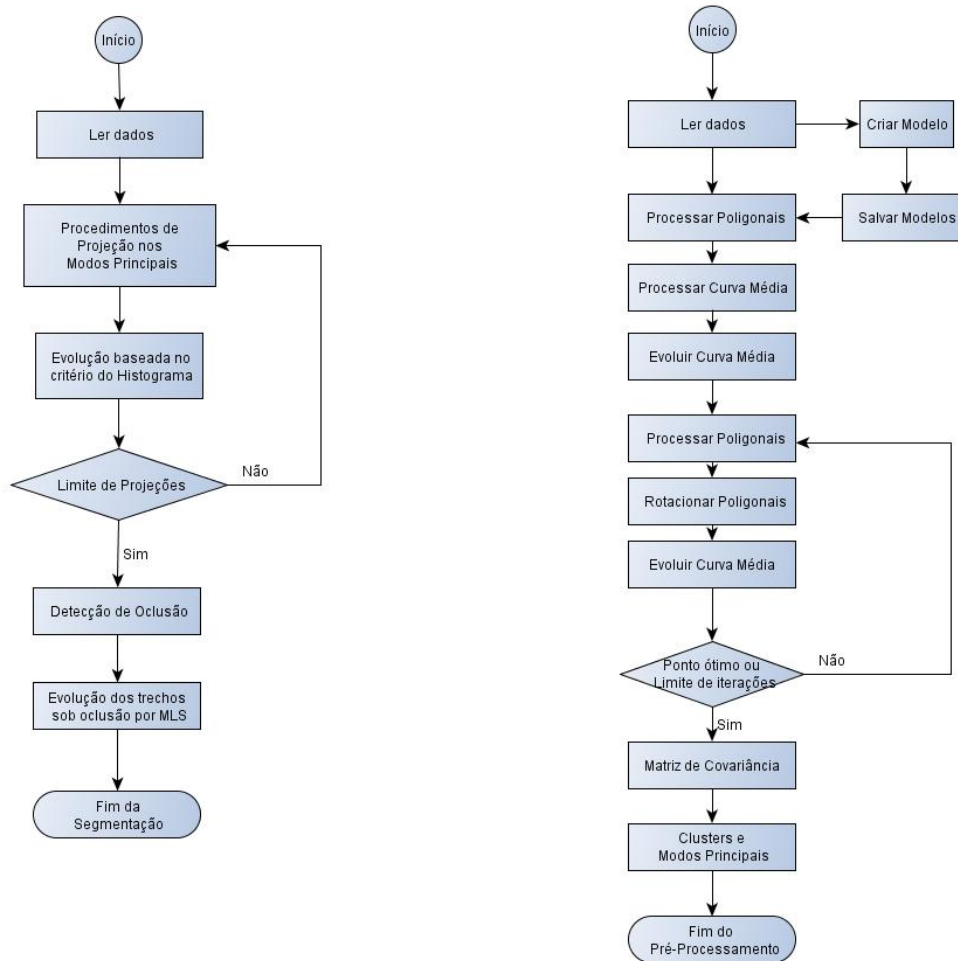 Início
Ler dados
Procedimentos de
Projeção nos
Modos Principais
Evolução baseada no
critério do Histograma
Limite de Projeções
Não
Sim
Detecção de Oclusão
Evolução dos trechos
sob oclusão por MLS
Fim da
Segmentação
Início
Ler dados
Criar Modelo
Salvar Modelos
Processar Poligonais
Processar Curva Média
Evoluir Curva Média
Processar Poligonais
Rotacionar Poligonais
Evoluir Curva Média
Ponto ótimo ou
Limite de iterações
Não
Sim
Matriz de Covariância
Clusters e
Modos Principais
Fim do
Pré-Processamento